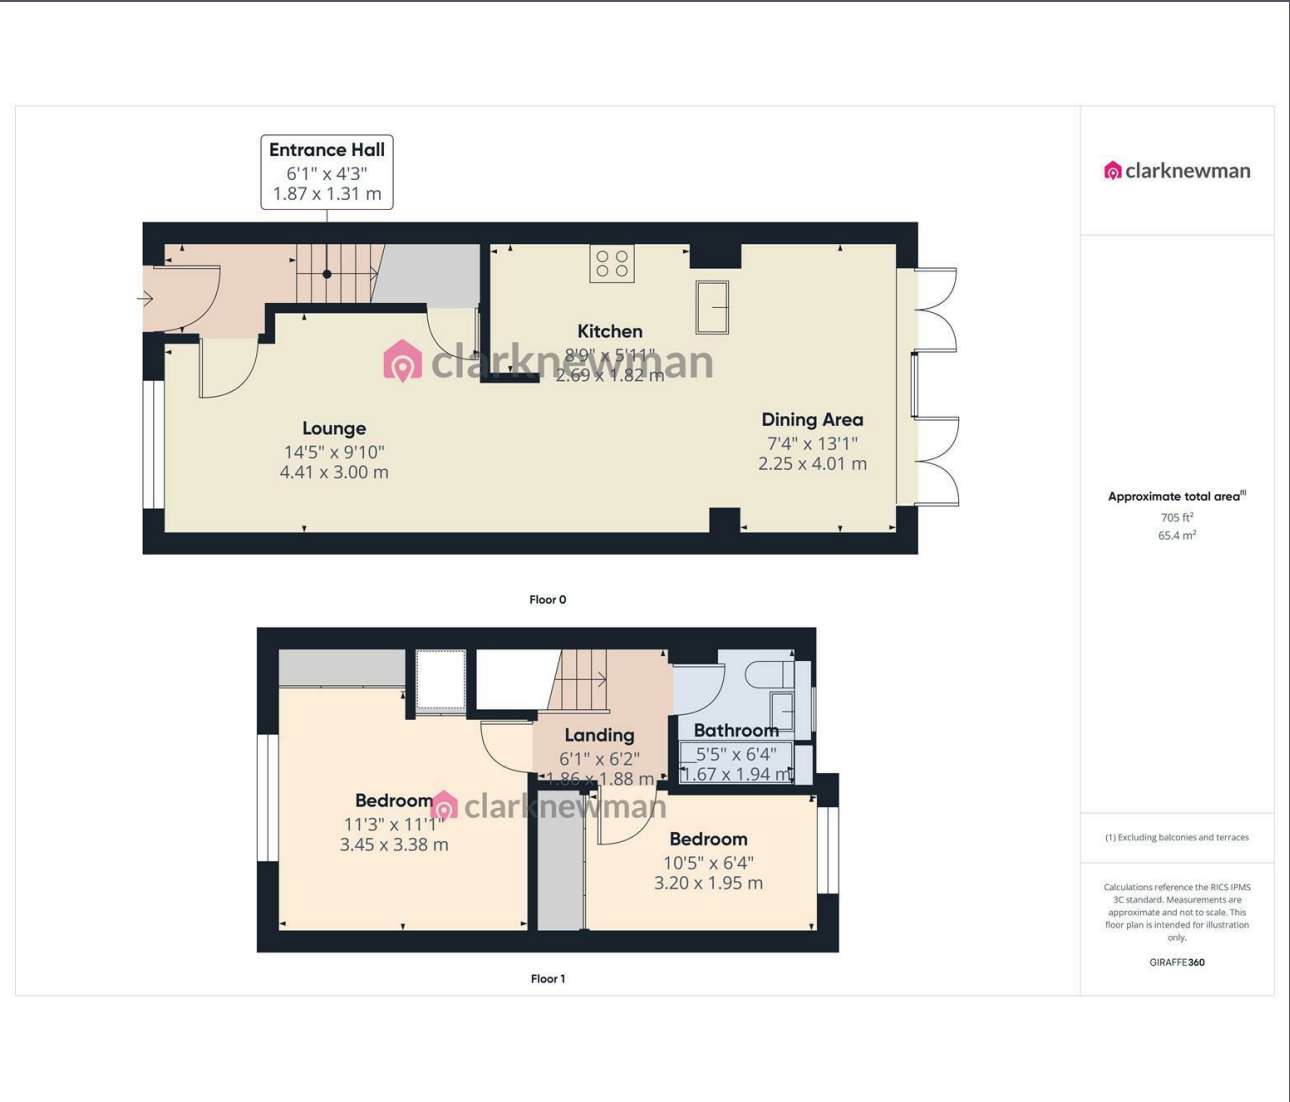 Entrance Hall
6'1" x 4'3"
1.87 x 1.31 m
clarknewman
Kitchen
8'9" x 5'11"
2.69 x 1.82 m
clarknewman
Lounge
14'5" x 9'10"
4.41 x 3.00 m
Dining Area
7'4" x 13'1"
2.25 x 4.01 m
Floor 0
Landing
6'1" x 6'2"
1.86 x 1.88 m
Bathroom
5'5" x 6'4"
1.67 x 1.94 m
Bedroom
11'3" x 11'1"
3.45 x 3.38 m
clarknewman
Bedroom
10'5" x 6'4"
3.20 x 1.95 m
Floor 1
Approximate total area(1)
705 ft²
65.4 m²
(1) Excluding balconies and terraces
Calculations reference the RICS IPMS
3C standard. Measurements are
approximate and not to scale. This
floor plan is intended for illustration
only.
GIRAFFE360